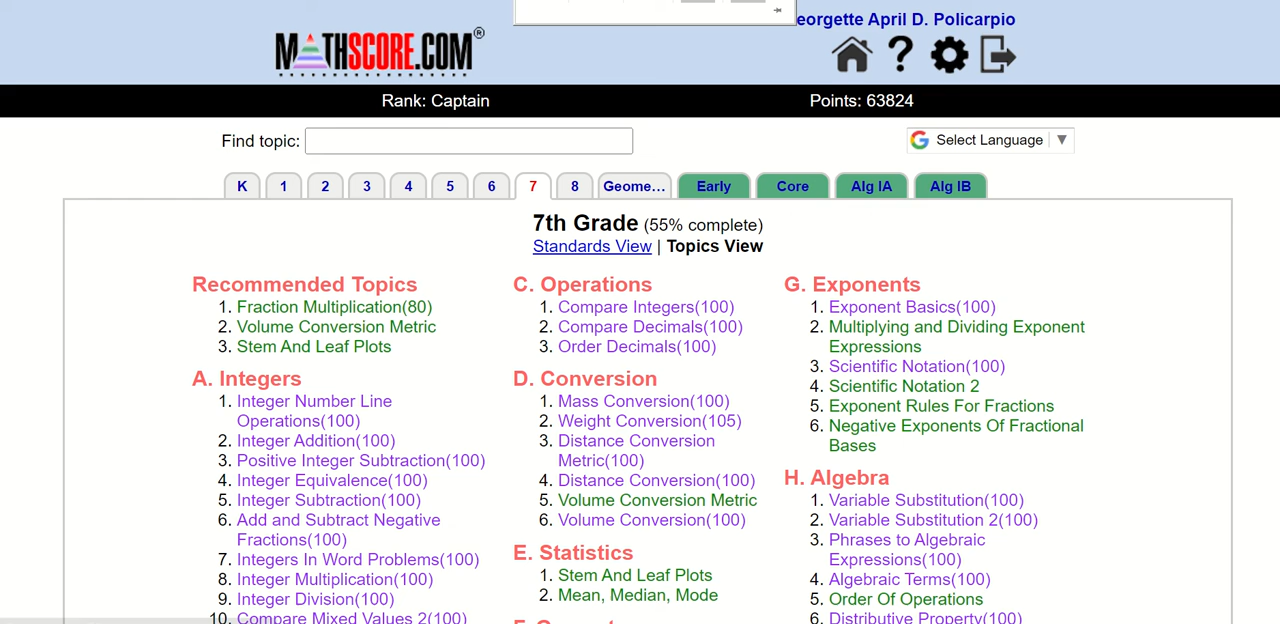 eorgette April D. Policarpio
MATHSCORE.COM®
Rank: Captain
Points: 63824
Find topic:
Select Language ▼
K 1 2 3 4 5 6 7 8 Geome... Early Core Alg IA Alg IB
7th Grade (55% complete)
Standards View | Topics View
Recommended Topics
1. Fraction Multiplication(80)
2. Volume Conversion Metric
3. Stem And Leaf Plots
A. Integers
1. Integer Number Line
Operations(100)
2. Integer Addition(100)
3. Positive Integer Subtraction(100)
4. Integer Equivalence(100)
5. Integer Subtraction(100)
6. Add and Subtract Negative
Fractions(100)
7. Integers In Word Problems(100)
8. Integer Multiplication(100)
9. Integer Division(100)
10. Compare Mixed Values 2(100)
C. Operations
1. Compare Integers(100)
2. Compare Decimals(100)
3. Order Decimals(100)
D. Conversion
1. Mass Conversion(100)
2. Weight Conversion(105)
3. Distance Conversion
Metric(100)
4. Distance Conversion(100)
5. Volume Conversion Metric
6. Volume Conversion(100)
E. Statistics
1. Stem And Leaf Plots
2. Mean, Median, Mode
G. Exponents
1. Exponent Basics(100)
2. Multiplying and Dividing Exponent
Expressions
3. Scientific Notation(100)
4. Scientific Notation 2
5. Exponent Rules For Fractions
6. Negative Exponents Of Fractional
Bases
H. Algebra
1. Variable Substitution(100)
2. Variable Substitution 2(100)
3. Phrases to Algebraic
Expressions(100)
4. Algebraic Terms(100)
5. Order Of Operations
6. Distributive Property(100)